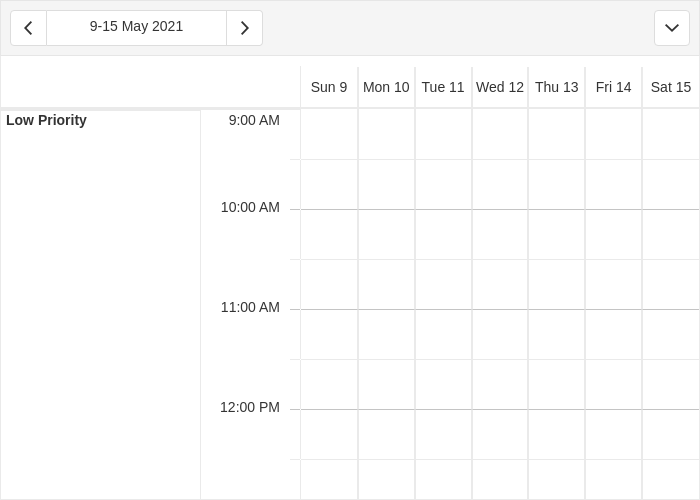 9-15 May 2021
Sun 9 Mon 10 Tue 11 Wed 12 Thu 13 Fri 14 Sat 15
Low Priority
9:00 AM
10:00 AM
11:00 AM
12:00 PM